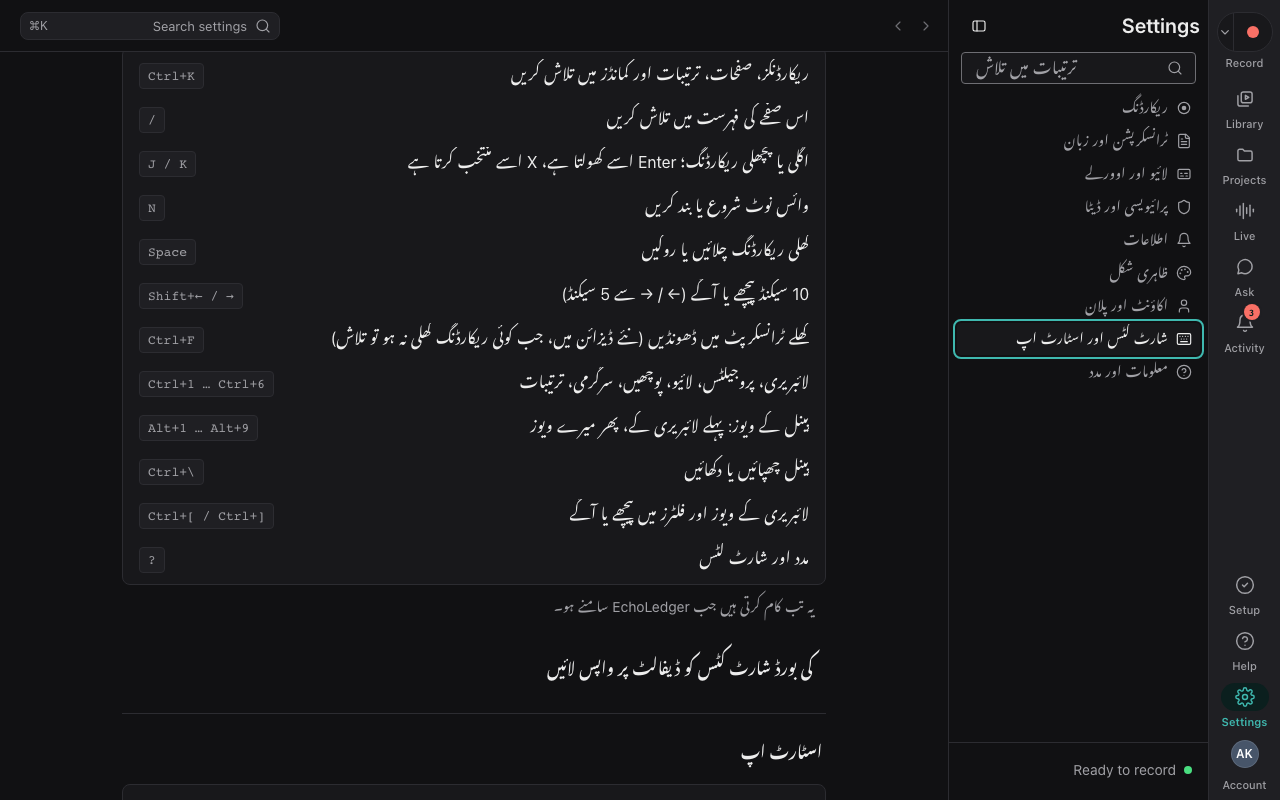 Record
Library
Projects
Live
Ask
3
Activity
Setup
Help
Settings
AK
Account
Settings
ترتیبات میں تلاش
ریکارڈنگ
ٹرانسکرپشن اور زبان
لائیو اور اوورلے
پرائیویسی اور ڈیٹا
اطلاعات
ظاہری شکل
اکاؤنٹ اور پلان
شارٹ کٹس اور اسٹارٹ اپ
معلومات اور مدد
Ready to record
Search settings ⌘K
ریکارڈنگز، صفحات، ترتیبات اور کمانڈز میں تلاش کریں Ctrl+K
اس صفحے کی فہرست میں تلاش کریں /
اگلی یا پچھلی ریکارڈنگ؛ Enter اسے کھولتا ہے، X اسے منتخب کرتا ہے J / K
وائس نوٹ شروع یا بند کریں N
کھلی ریکارڈنگ چلائیں یا روکیں Space
10 سیکنڈ پیچھے یا آگے (← / → سے 5 سیکنڈ) Shift+← / →
کھلے ٹرانسکرپٹ میں ڈھونڈیں (نئے ڈیزائن میں، جب کوئی ریکارڈنگ کھلی نہ ہو تو تلاش) Ctrl+F
لائبریری، پروجیکٹس، لائیو، پوچھیں، سرگرمی، ترتیبات Ctrl+1 … Ctrl+6
پینل کے ویوز: پہلے لائبریری کے، پھر میرے ویوز Alt+1 … Alt+9
پینل چھپائیں یا دکھائیں Ctrl+\
لائبریری کے ویوز اور فلٹرز میں پیچھے یا آگے Ctrl+[ / Ctrl+]
مدد اور شارٹ کٹس ?
یہ تب کام کرتی ہیں جب EchoLedger سامنے ہو۔
کی بورڈ شارٹ کٹس کو ڈیفالٹ پر واپس لائیں
اسٹارٹ اپ